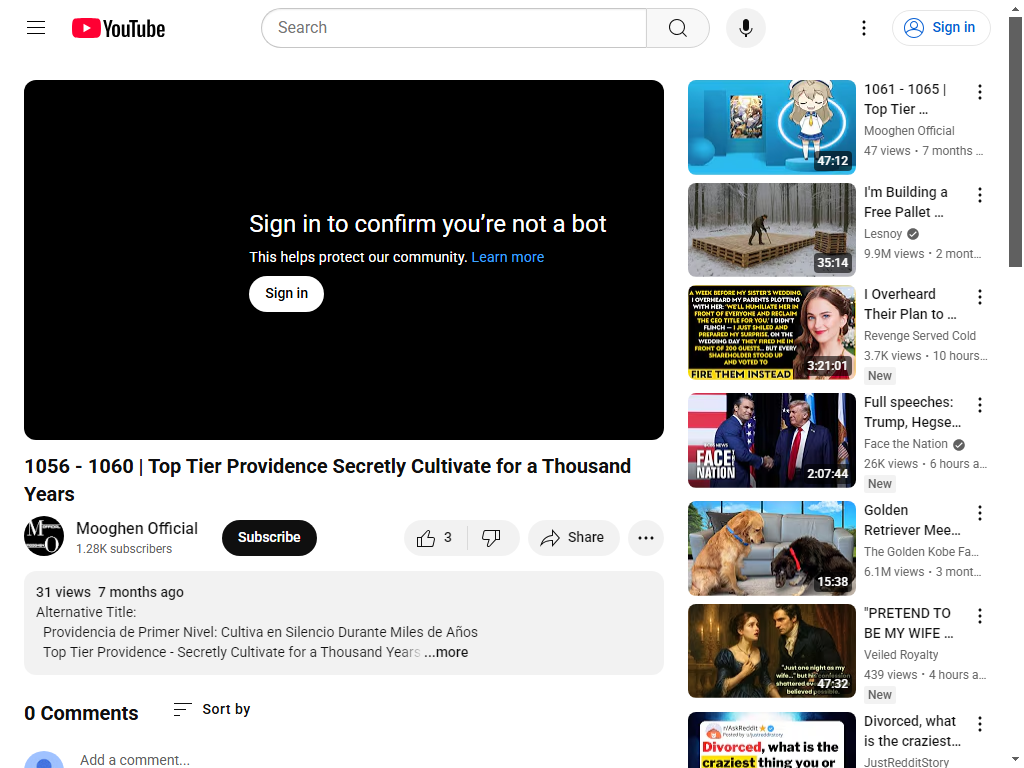 YouTube
Search
Sign in
Sign in to confirm you’re not a bot
This helps protect our community. Learn more
Sign in
1056 - 1060 | Top Tier Providence Secretly Cultivate for a Thousand
Years
Mooghen Official
1.28K subscribers
Subscribe
3
Share
31 views 7 months ago
Alternative Title:
Providencia de Primer Nivel: Cultiva en Silencio Durante Miles de Años
Top Tier Providence - Secretly Cultivate for a Thousand Years ...more
0 Comments
Sort by
Add a comment...
47:12
1061 - 1065 |
Top Tier ...
Mooghen Official
47 views • 7 months ...
35:14
I'm Building a
Free Pallet ...
Lesnoy
9.9M views • 2 mont...
A WEEK BEFORE MY SISTER'S WEDDING,
I OVERHEARD MY PARENTS PLOTTING
WITH HER: 'WE'LL HUMILIATE HER IN
FRONT OF EVERYONE AND RECLAIM
THE CEO TITLE FOR YOU.' I DIDN'T
FLINCH — I JUST SMILED AND
PREPARED MY SURPRISE. ON THE
WEDDING DAY THEY FIRED ME IN
FRONT OF 200 GUESTS... BUT EVERY
SHAREHOLDER STOOD UP
AND VOTED TO
FIRE THEM INSTEAD
3:21:01
I Overheard
Their Plan to ...
Revenge Served Cold
3.7K views • 10 hours...
New
NEWS
FACE
NATION
2:07:44
Full speeches:
Trump, Hegse...
Face the Nation
26K views • 6 hours a...
New
15:38
Golden
Retriever Mee...
The Golden Kobe Fa...
6.1M views • 3 mont...
"Just one night as my
wife..." but his confession
shattered
believed possible.
47:32
"PRETEND TO
BE MY WIFE ...
Veiled Royalty
439 views • 4 hours a...
New
r/AskReddit
Posted by u/justredditstory
Divorced, what is the
craziest thing you or
Divorced, what
is the craziest...
JustRedditStory